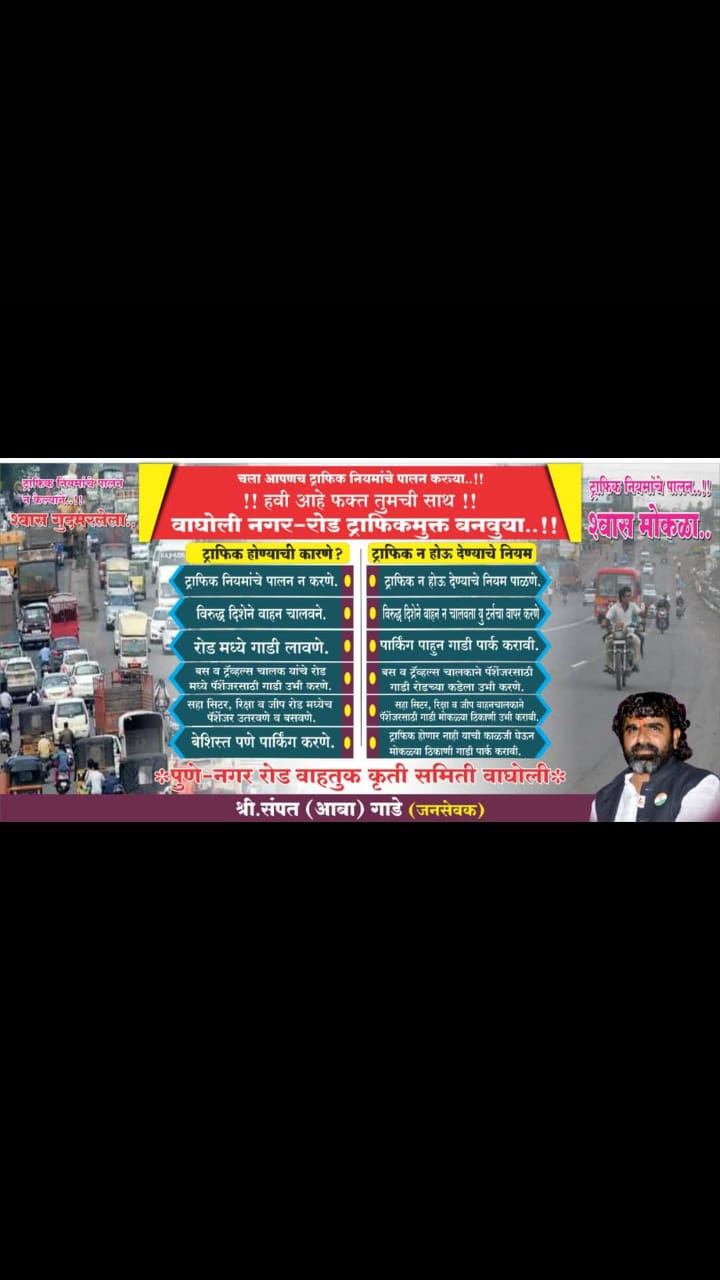 ट्राफिक नियमांचे पालन
न केल्याने..!!
श्वास गुदमरलेला..
चला आपणच ट्राफिक नियमांचे पालन करुया..!!
!! हवी आहे फक्त तुमची साथ !!
वाघोली नगर-रोड ट्राफिकमुक्त बनवुया..!!
ट्राफिक नियमांचे पालन..!!
श्वास मोकळा..
ट्राफिक होण्याची कारणे?
ट्राफिक नियमांचे पालन न करणे.
विरुद्ध दिशेने वाहन चालवने.
रोड मध्ये गाडी लावणे.
बस व ट्रॅव्हल्स चालक यांचे रोड
मध्ये पॅशेंजरसाठी गाडी उभी करणे.
सहा सिटर, रिक्षा व जीप रोड मध्येच
पॅशेंजर उतरवणे व बसवणे.
बेशिस्त पणे पार्किंग करणे.
ट्राफिक न होऊ देण्याचे नियम
ट्राफिक न होऊ देण्याचे नियम पाळणे.
विरुद्ध दिशेने वाहन न चालवता यु टर्नचा वापर करणे
पार्किंग पाहुन गाडी पार्क करावी.
बस व ट्रॅव्हल्स चालकाने पॅशेंजरसाठी
गाडी रोडच्या कडेला उभी करणे.
सहा सिटर, रिक्षा व जीप वाहनचालकाने
पॅशेंजरसाठी गाडी मोकळ्या ठिकाणी उभी करावी.
ट्राफिक होणार नाही याची काळजी घेऊन
मोकळ्या ठिकाणी गाडी पार्क करावी.
❊पुणे-नगर रोड वाहतुक कृती समिती वाघोली❊
श्री.संपत (आबा) गाडे (जनसेवक)